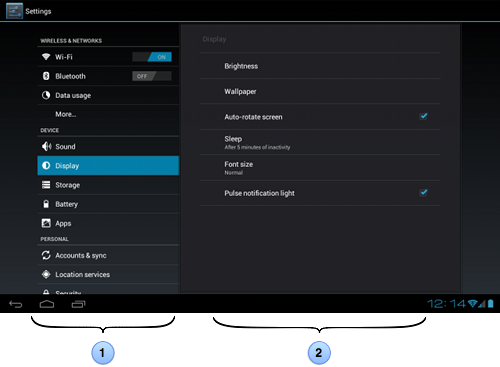 Settings
WIRELESS & NETWORKS
Wi-Fi ON
Bluetooth OFF
Data usage
More...
DEVICE
Sound
Display
Storage
Battery
Apps
PERSONAL
Accounts & sync
Location services
Security
Display
Brightness
Wallpaper
Auto-rotate screen
Sleep
After 5 minutes of inactivity
Font size
Normal
Pulse notification light
12:14
1
2